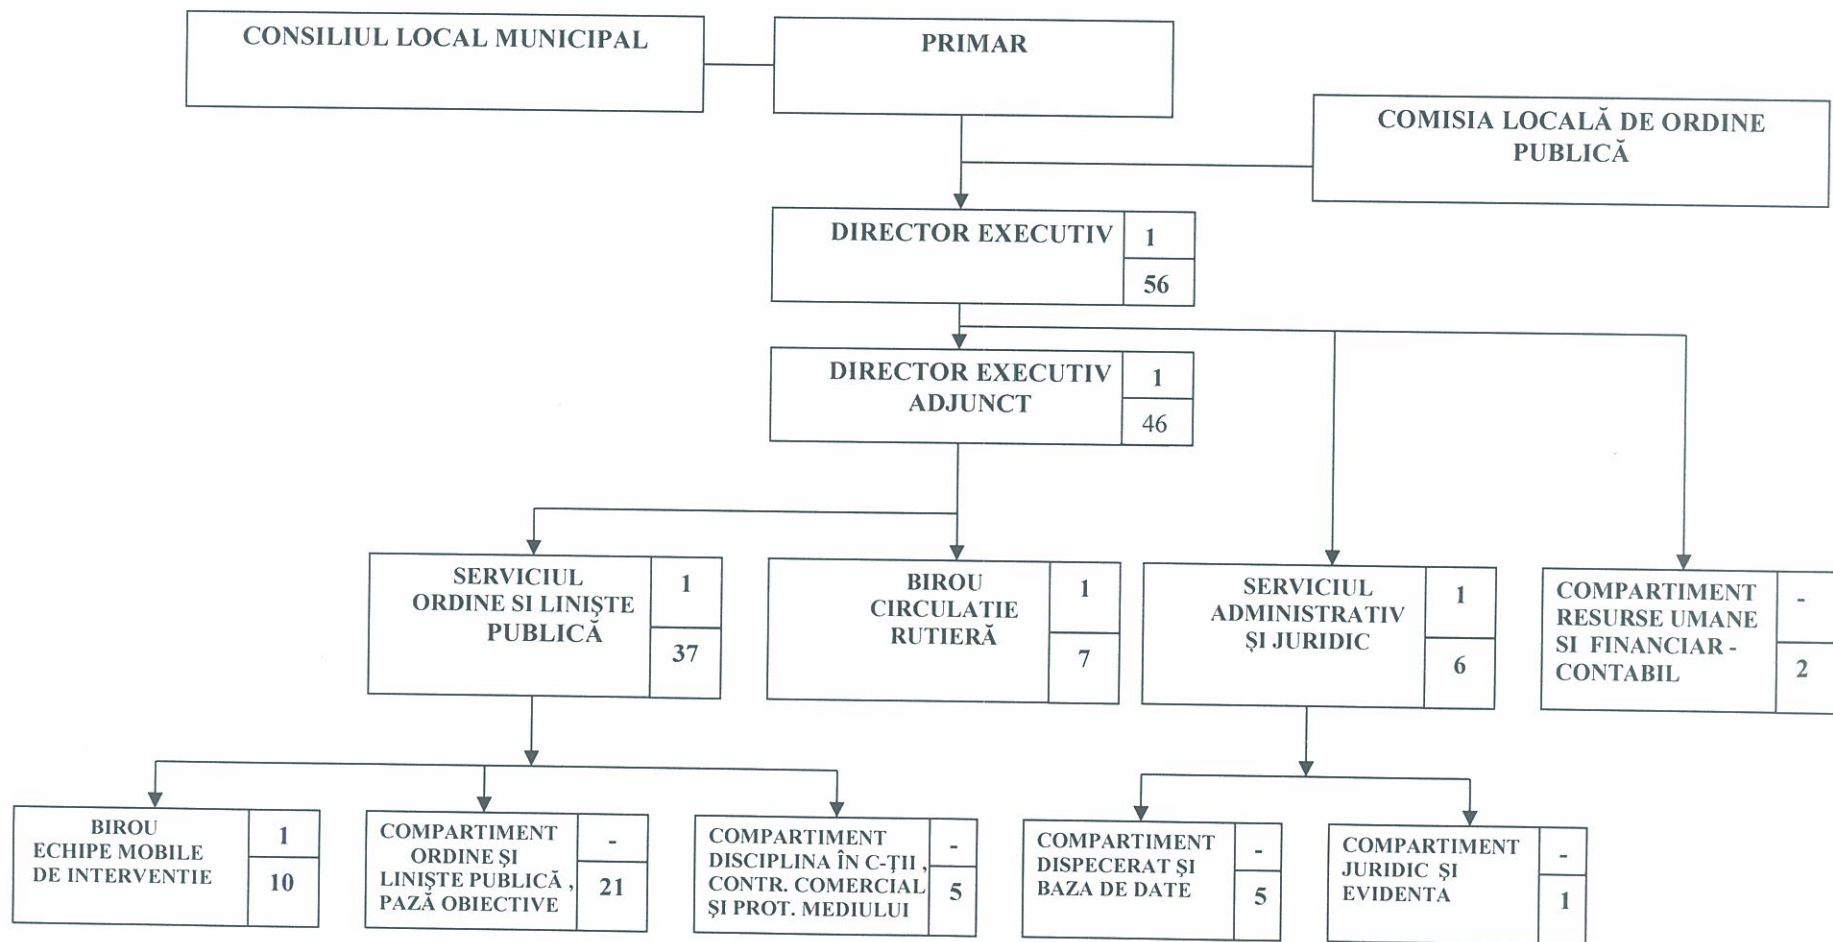 CONSILIUL LOCAL MUNICIPAL
PRIMAR
COMISIA LOCALĂ DE ORDINE
PUBLICĂ
DIRECTOR EXECUTIV
1
56
DIRECTOR EXECUTIV
ADJUNCT
1
46
SERVICIUL
ORDINE SI LINIŞTE
PUBLICĂ
1
37
BIROU
CIRCULATIE
RUTIERĂ
1
7
SERVICIUL
ADMINISTRATIV
ŞI JURIDIC
1
6
COMPARTIMENT
RESURSE UMANE
SI FINANCIAR -
CONTABIL
-
2
BIROU
ECHIPE MOBILE
DE INTERVENTIE
1
10
COMPARTIMENT
ORDINE ŞI
LINIŞTE PUBLICĂ ,
PAZĂ OBIECTIVE
-
21
COMPARTIMENT
DISCIPLINA ÎN C-ŢII ,
CONTR. COMERCIAL
ŞI PROT. MEDIULUI
-
5
COMPARTIMENT
DISPECERAT ŞI
BAZA DE DATE
-
5
COMPARTIMENT
JURIDIC ŞI
EVIDENTA
-
1